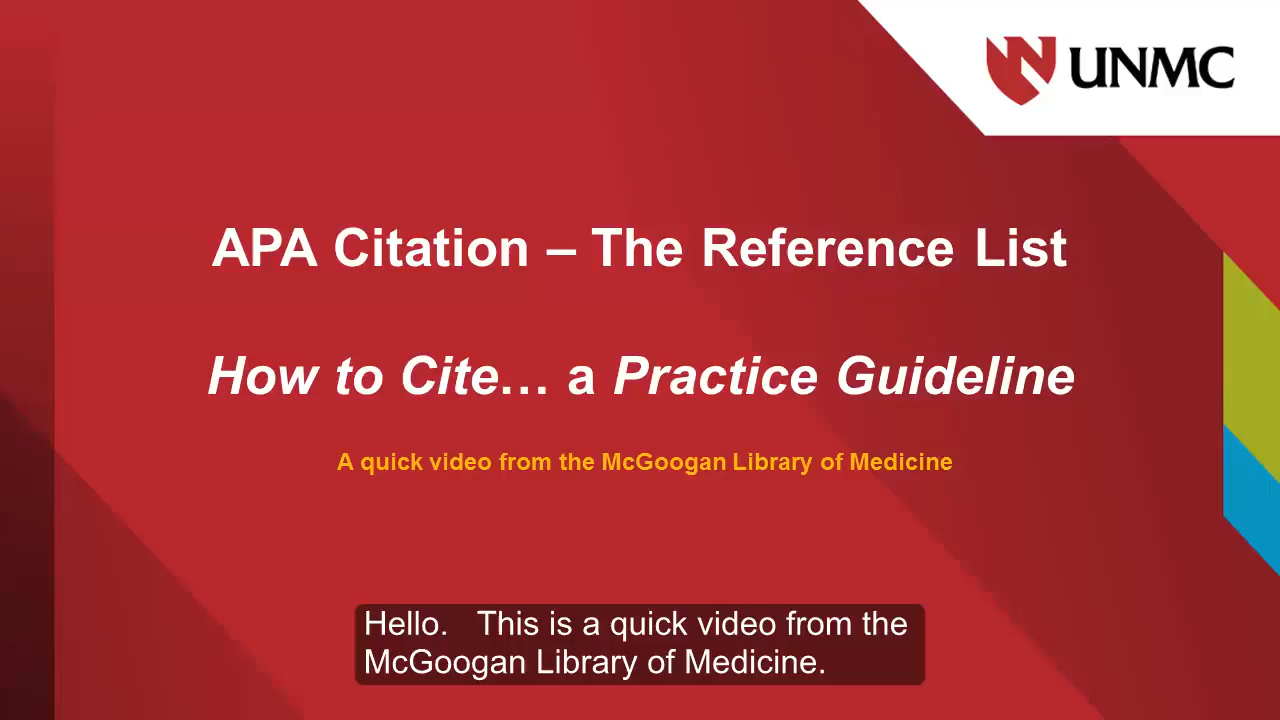 UNMC
APA Citation – The Reference List
How to Cite… a Practice Guideline
A quick video from the McGoogan Library of Medicine
Hello.   This is a quick video from the
McGoogan Library of Medicine.